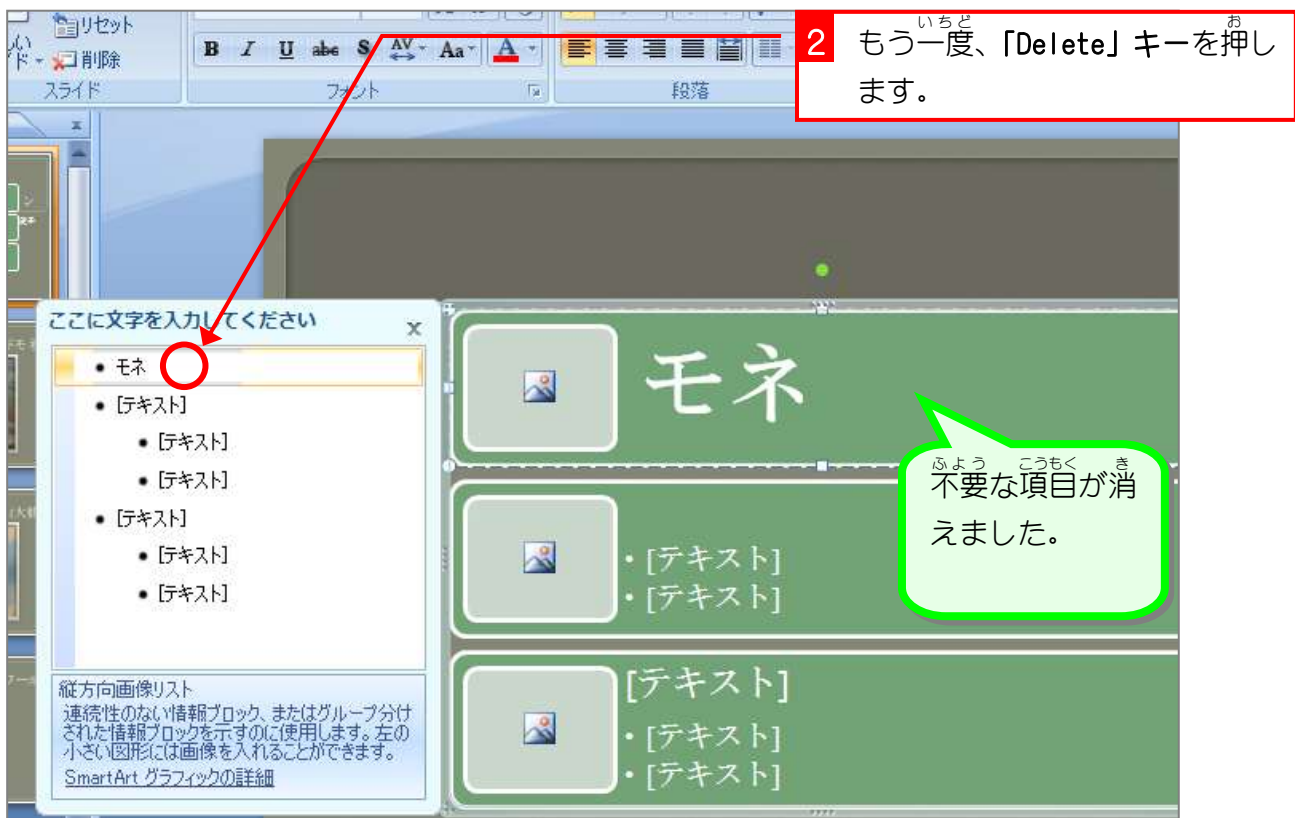 リセット
削除
スライド
B I U abc S AV Aa A
フォント
段落
2 もう一度、「Delete」キーを押し
ます。
いちど
お
ここに文字を入力してください x
• モネ
• [テキスト]
• [テキスト]
• [テキスト]
• [テキスト]
• [テキスト]
• [テキスト]
縦方向画像リスト
連続性のない情報ブロック、またはグループ分け
された情報ブロックを示すのに使用します。左の
小さい図形には画像を入れることができます。
SmartArt グラフィックの詳細
モネ
• [テキスト]
• [テキスト]
[テキスト]
• [テキスト]
• [テキスト]
ふよう こうもく き
不要な項目が消
えました。